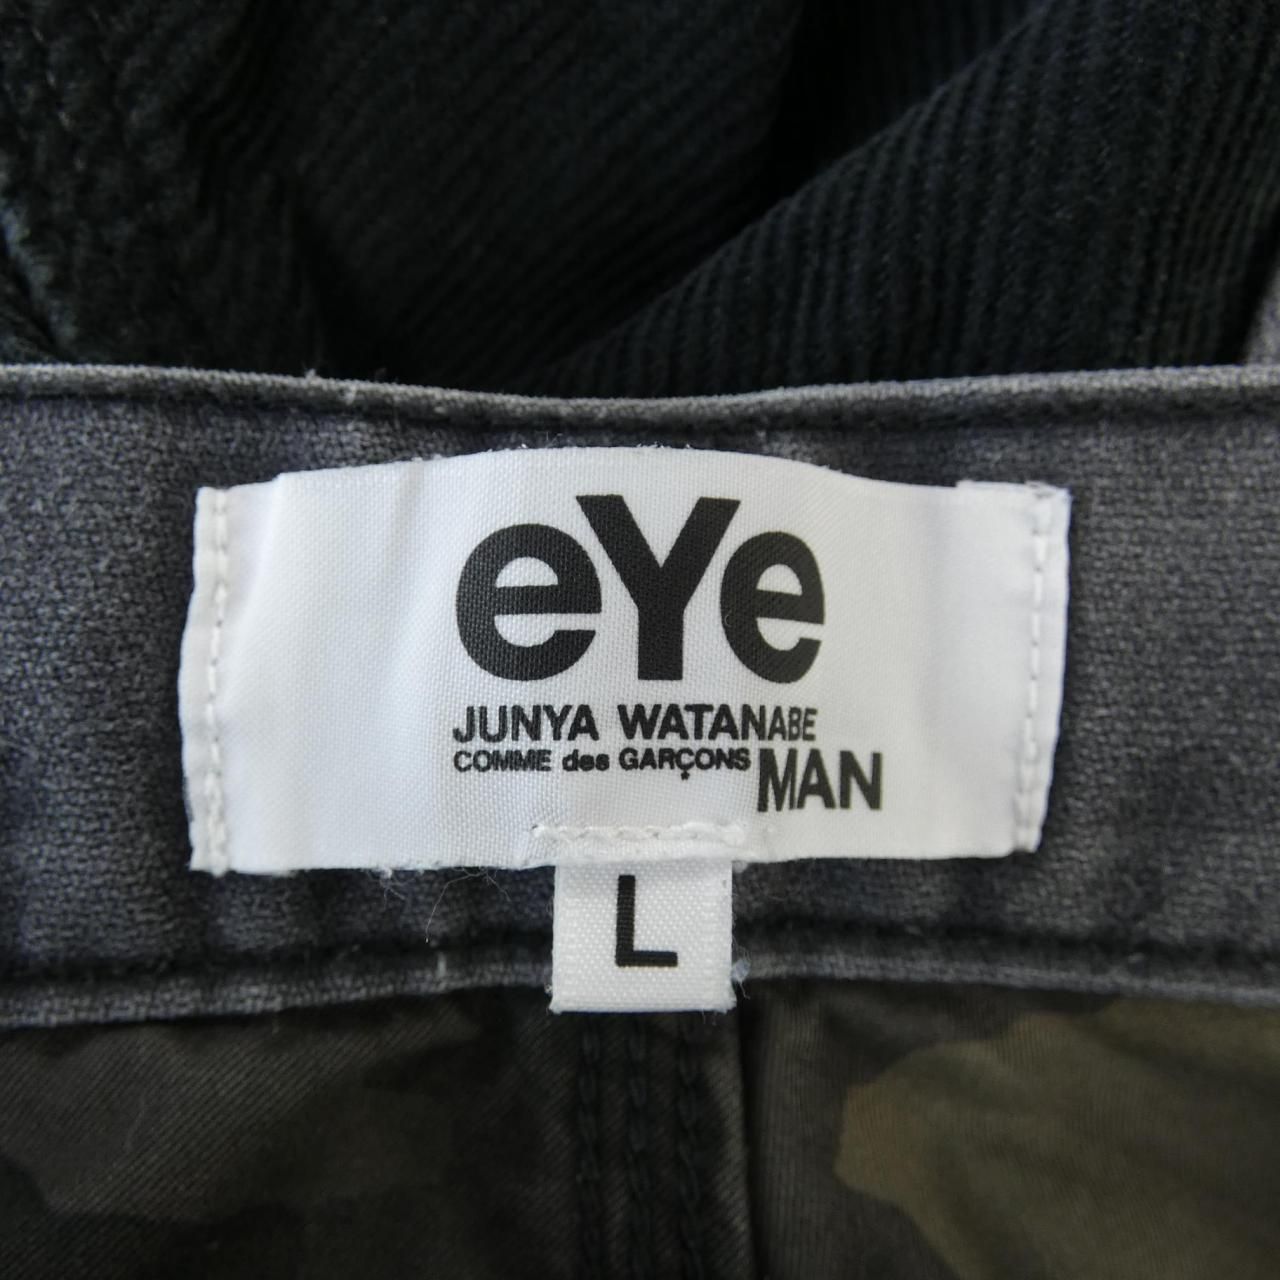 eYe
JUNYA WATANABE
COMME des GARÇONS MAN
L